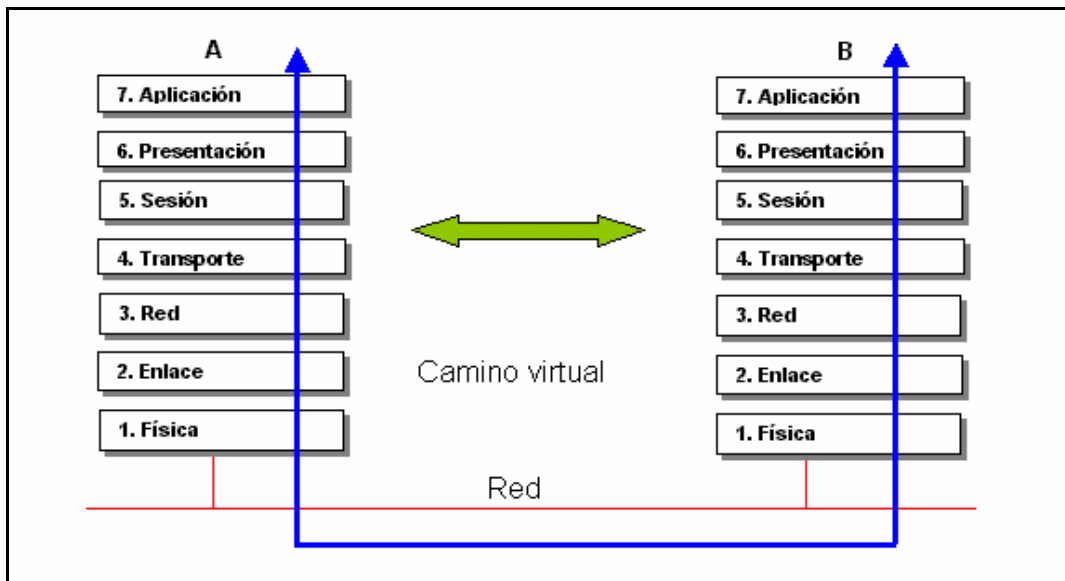 A
7. Aplicación
6. Presentación
5. Sesión
4. Transporte
3. Red
2. Enlace
1. Física
B
7. Aplicación
6. Presentación
5. Sesión
4. Transporte
3. Red
2. Enlace
1. Física
Camino virtual
Red